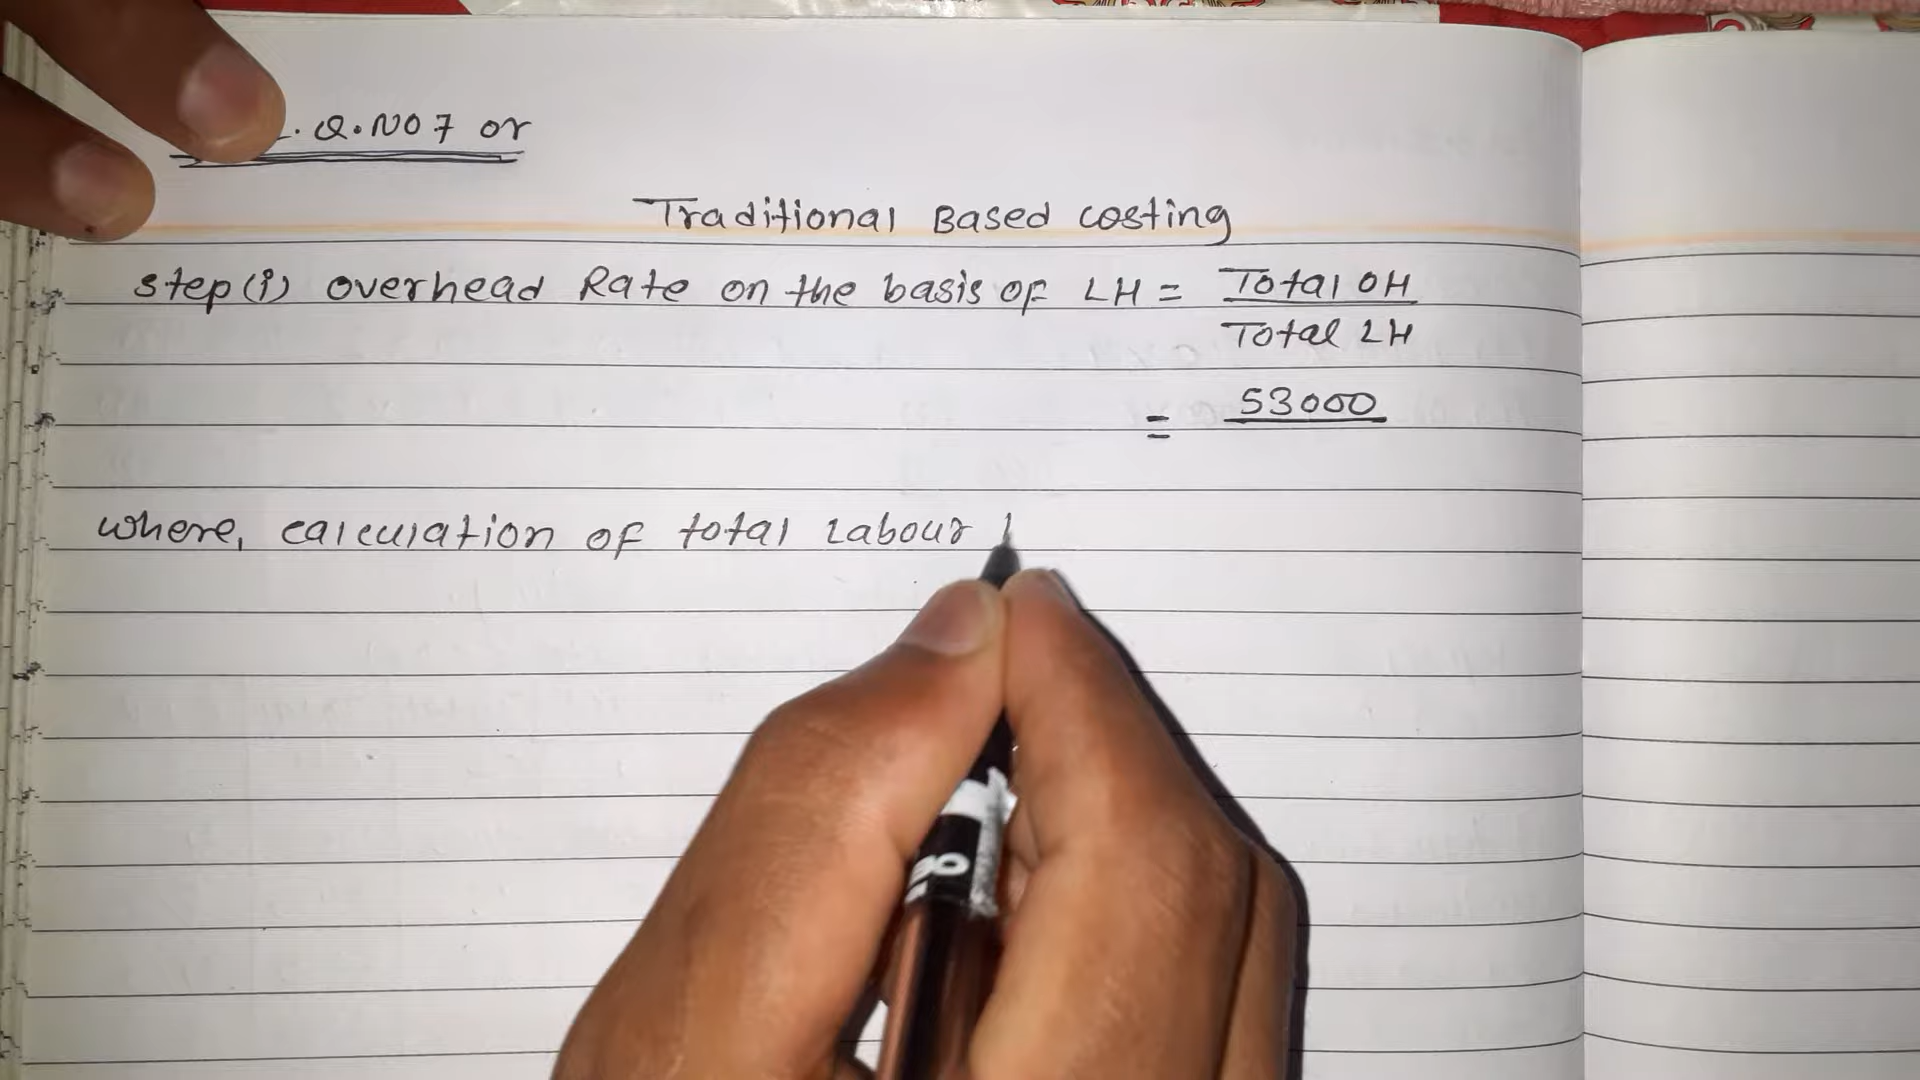 Q.NO 7 or
Traditional Based costing
step(i) overhead Rate on the basis of LH = Total OH
Total LH
= 53000
where, calculation of total Labour